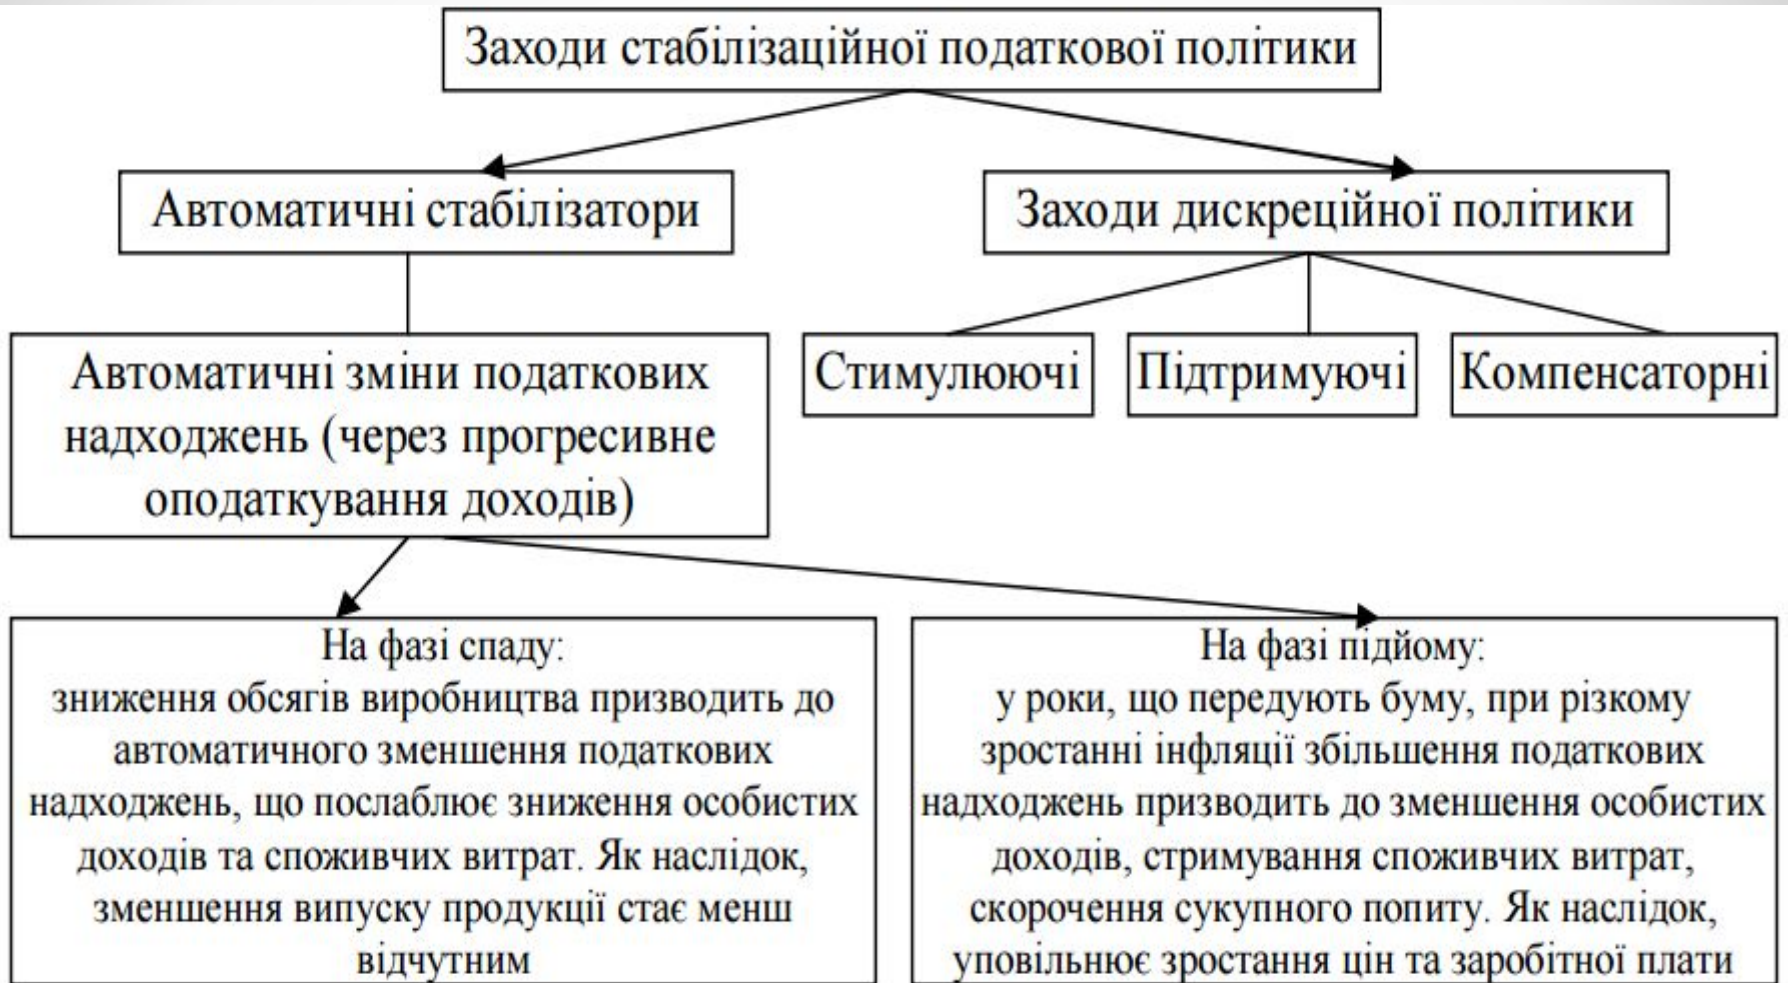 Заходи стабілізаційної податкової політики
Автоматичні стабілізатори
Заходи дискреційної політики
Автоматичні зміни податкових
надходжень (через прогресивне
оподаткування доходів)
Стимулюючі
Підтримуючі
Компенсаторні
На фазі спаду:
зниження обсягів виробництва призводить до
автоматичного зменшення податкових
надходжень, що послаблює зниження особистих
доходів та споживчих витрат. Як наслідок,
зменшення випуску продукції стає менш
відчутним
На фазі підйому:
у роки, що передують буму, при різкому
зростанні інфляції збільшення податкових
надходжень призводить до зменшення особистих
доходів, стримування споживчих витрат,
скорочення сукупного попиту. Як наслідок,
уповільнює зростання цін та заробітної плати